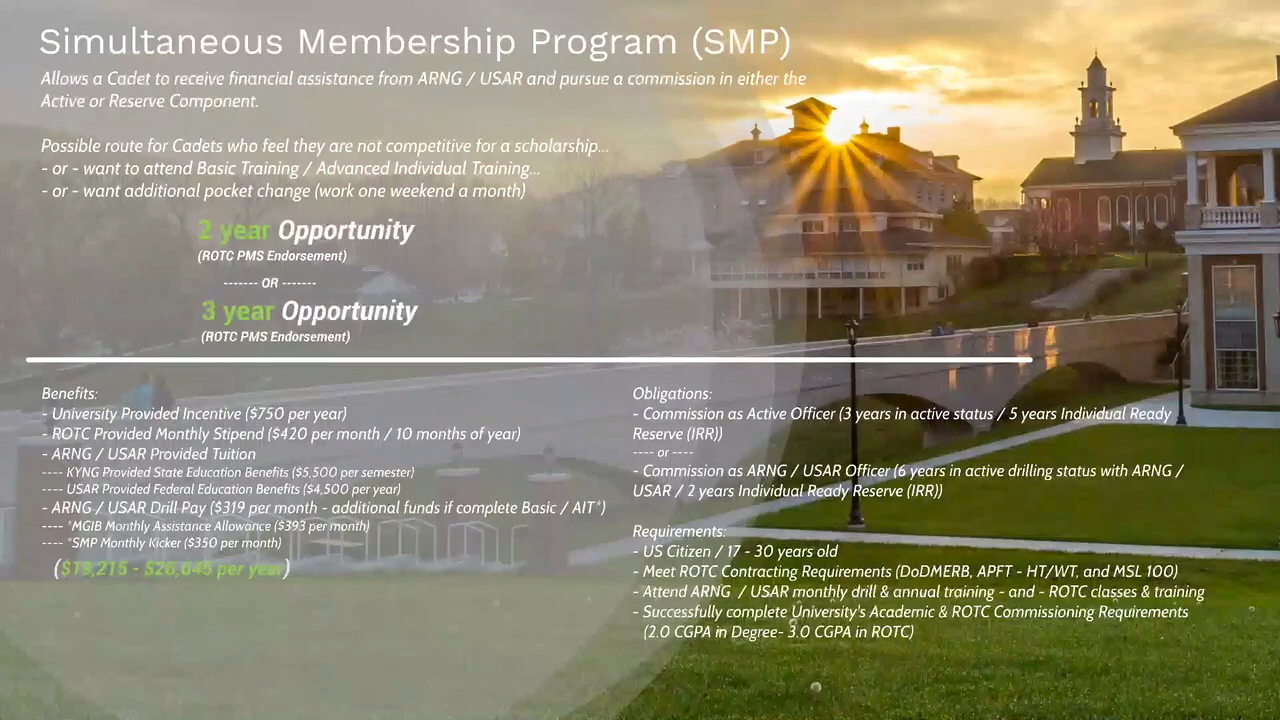 Simultaneous Membership Program (SMP)
Allows a Cadet to receive financial assistance from ARNG / USAR and pursue a commission in either the
Active or Reserve Component.
Possible route for Cadets who feel they are not competitive for a scholarship...
- or - want to attend Basic Training / Advanced Individual Training...
- or - want additional pocket change (work one weekend a month)
2 year Opportunity
(ROTC PMS Endorsement)
------- OR -------
3 year Opportunity
(ROTC PMS Endorsement)
Benefits:
- University Provided Incentive ($750 per year)
- ROTC Provided Monthly Stipend ($420 per month / 10 months of year)
- ARNG / USAR Provided Tuition
---- KYNG Provided State Education Benefits ($5,500 per semester)
---- USAR Provided Federal Education Benefits ($4,500 per year)
- ARNG / USAR Drill Pay ($319 per month - additional funds if complete Basic / AIT*)
---- *MGIB Monthly Assistance Allowance ($393 per month)
---- *SMP Monthly Kicker ($350 per month)
($19,215 - $26,645 per year)
Obligations:
- Commission as Active Officer (3 years in active status / 5 years Individual Ready
Reserve (IRR))
---- or ----
- Commission as ARNG / USAR Officer (6 years in active drilling status with ARNG /
USAR / 2 years Individual Ready Reserve (IRR))
Requirements:
- US Citizen / 17 - 30 years old
- Meet ROTC Contracting Requirements (DoDMERB, APFT - HT/WT, and MSL 100)
- Attend ARNG / USAR monthly drill & annual training - and - ROTC classes & training
- Successfully complete University's Academic & ROTC Commissioning Requirements
(2.0 CGPA in Degree- 3.0 CGPA in ROTC)